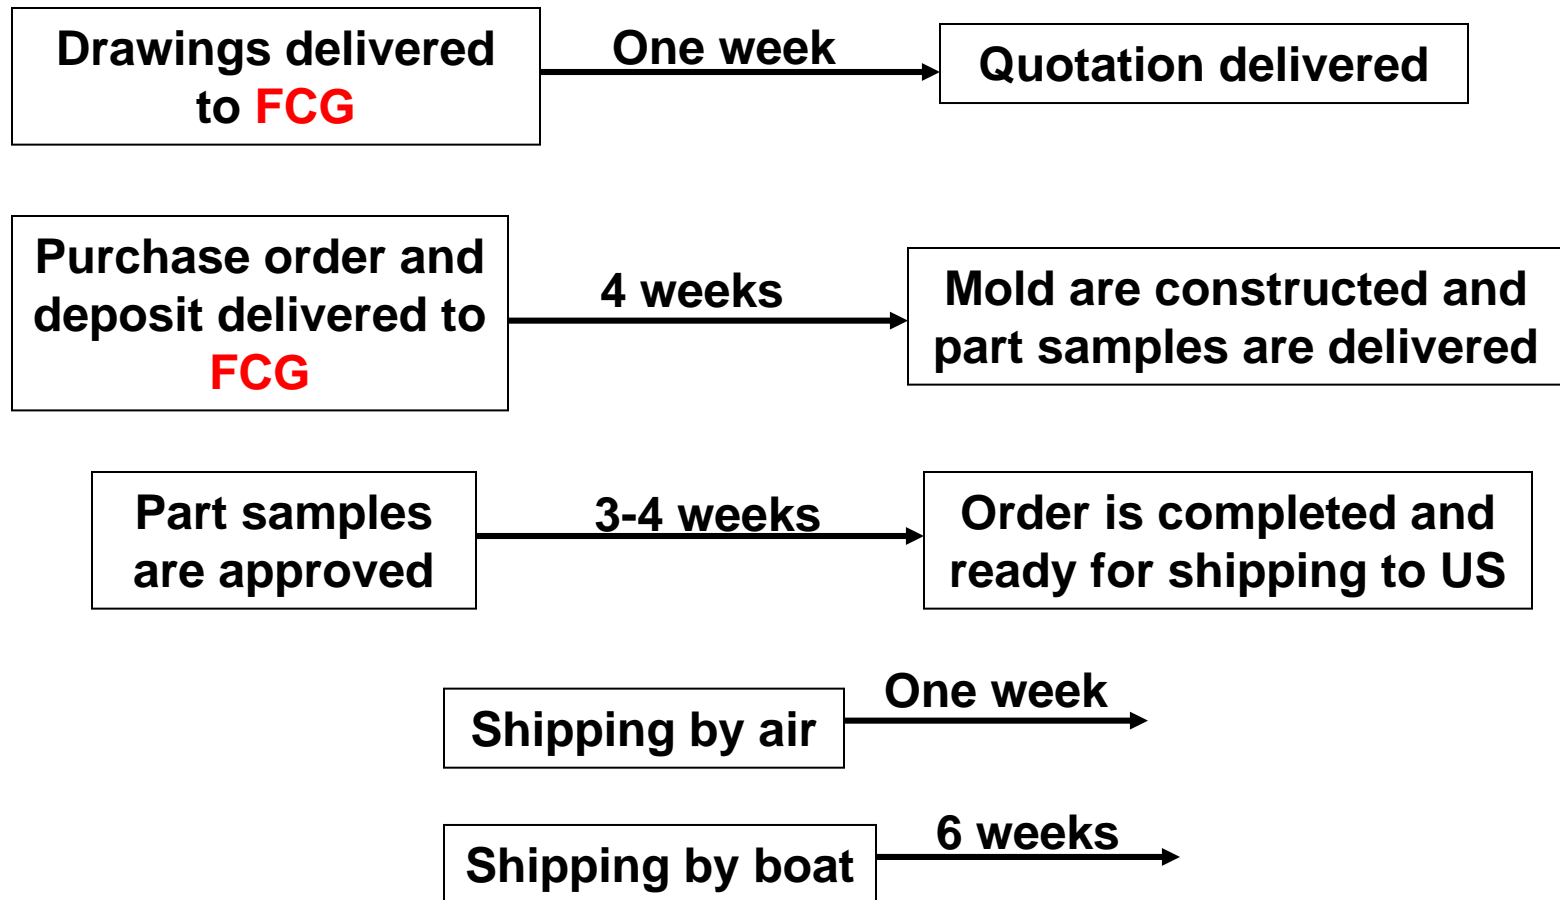 Drawings delivered
to FCG
One week
Quotation delivered
Purchase order and
deposit delivered to
FCG
4 weeks
Mold are constructed and
part samples are delivered
Part samples
are approved
3-4 weeks
Order is completed and
ready for shipping to US
Shipping by air
One week
Shipping by boat
6 weeks